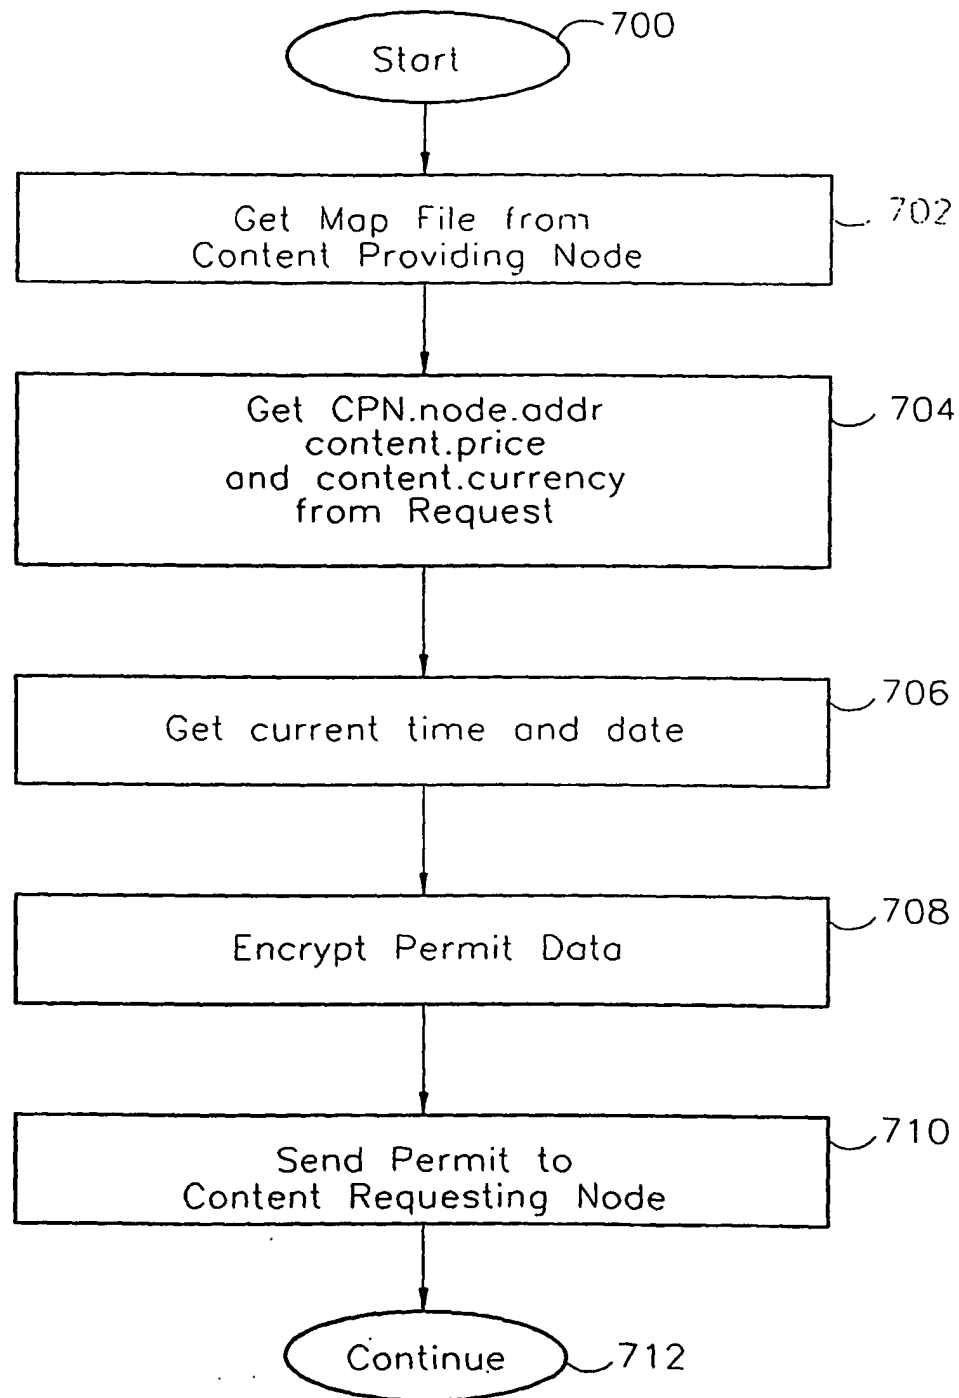 Start
700
Get Map File from
Content Providing Node
702
Get CPN.node.addr
content.price
and content.currency
from Request
704
Get current time and date
706
Encrypt Permit Data
708
Send Permit to
Content Requesting Node
710
Continue
712